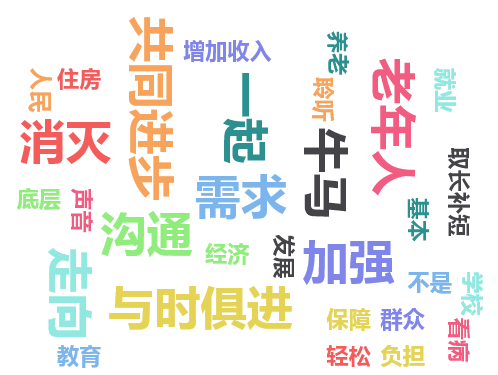 共同进步
增加收入
养老
老年人
就业
人民
住房
一起
聆听
消灭
牛马
取长补短
需求
底层
声音
基本
沟通
经济
发展
加强
走向
不是
学校
与时俱进
保障
群众
看病
教育
轻松
负担